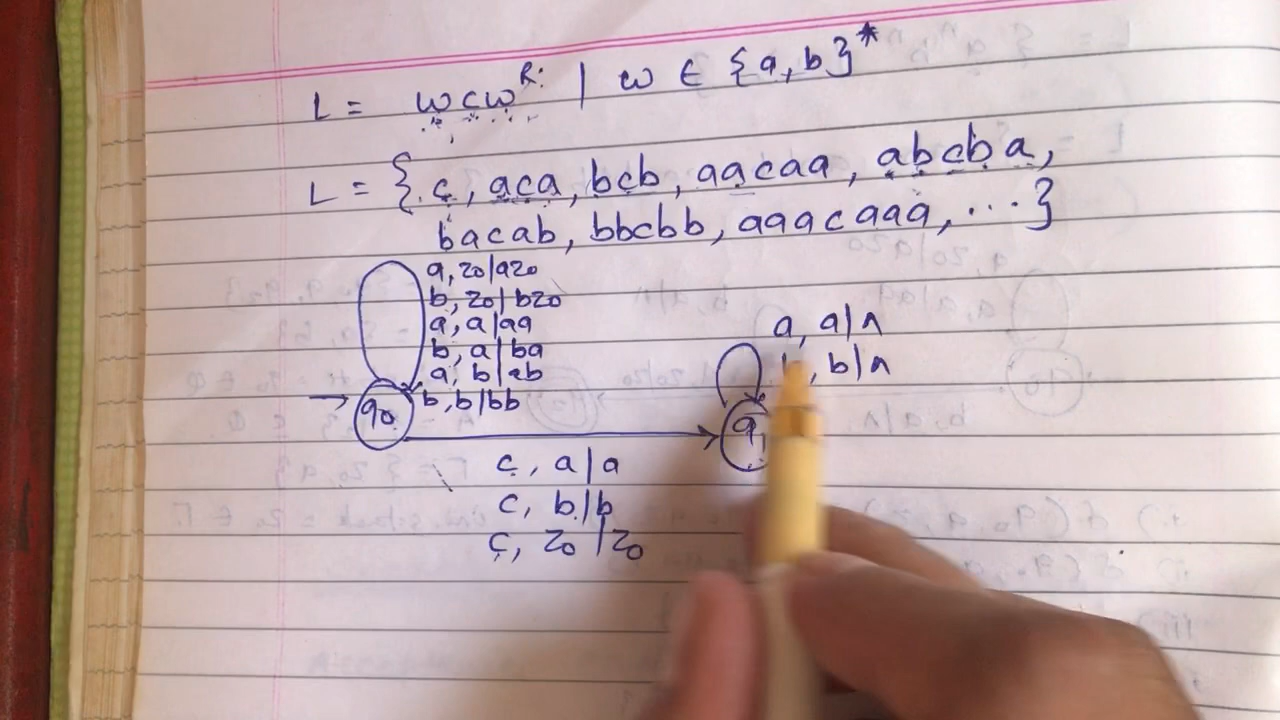 L = wcw^R | w ∈ {a, b}*
L = {c, aca, bcb, aacaa, abcba,
bacab, bbcbb, aaacaaa, ...}
a, z0/az0
b, z0/bz0
a, a/aa
b, a/ba
a, b/ab
b, b/bb
q0
a, a/^
, b/^
q1
c, a/a
c, b/b
c, z0/z0